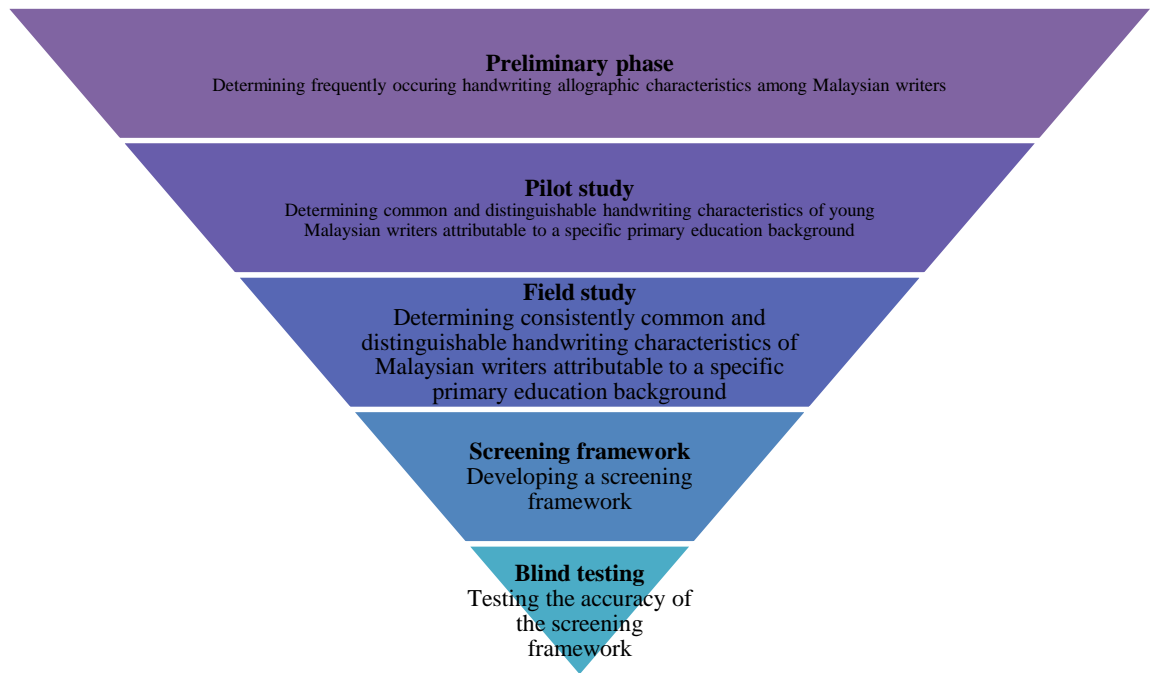 Preliminary phase
Determining frequently occuring handwriting allographic characteristics among Malaysian writers
Pilot study
Determining common and distinguishable handwriting characteristics of young
Malaysian writers attributable to a specific primary education background
Field study
Determining consistently common and
distinguishable handwriting characteristics of
Malaysian writers attributable to a specific
primary education background
Screening framework
Developing a screening
framework
Blind testing
Testing the accuracy of
the screening
framework